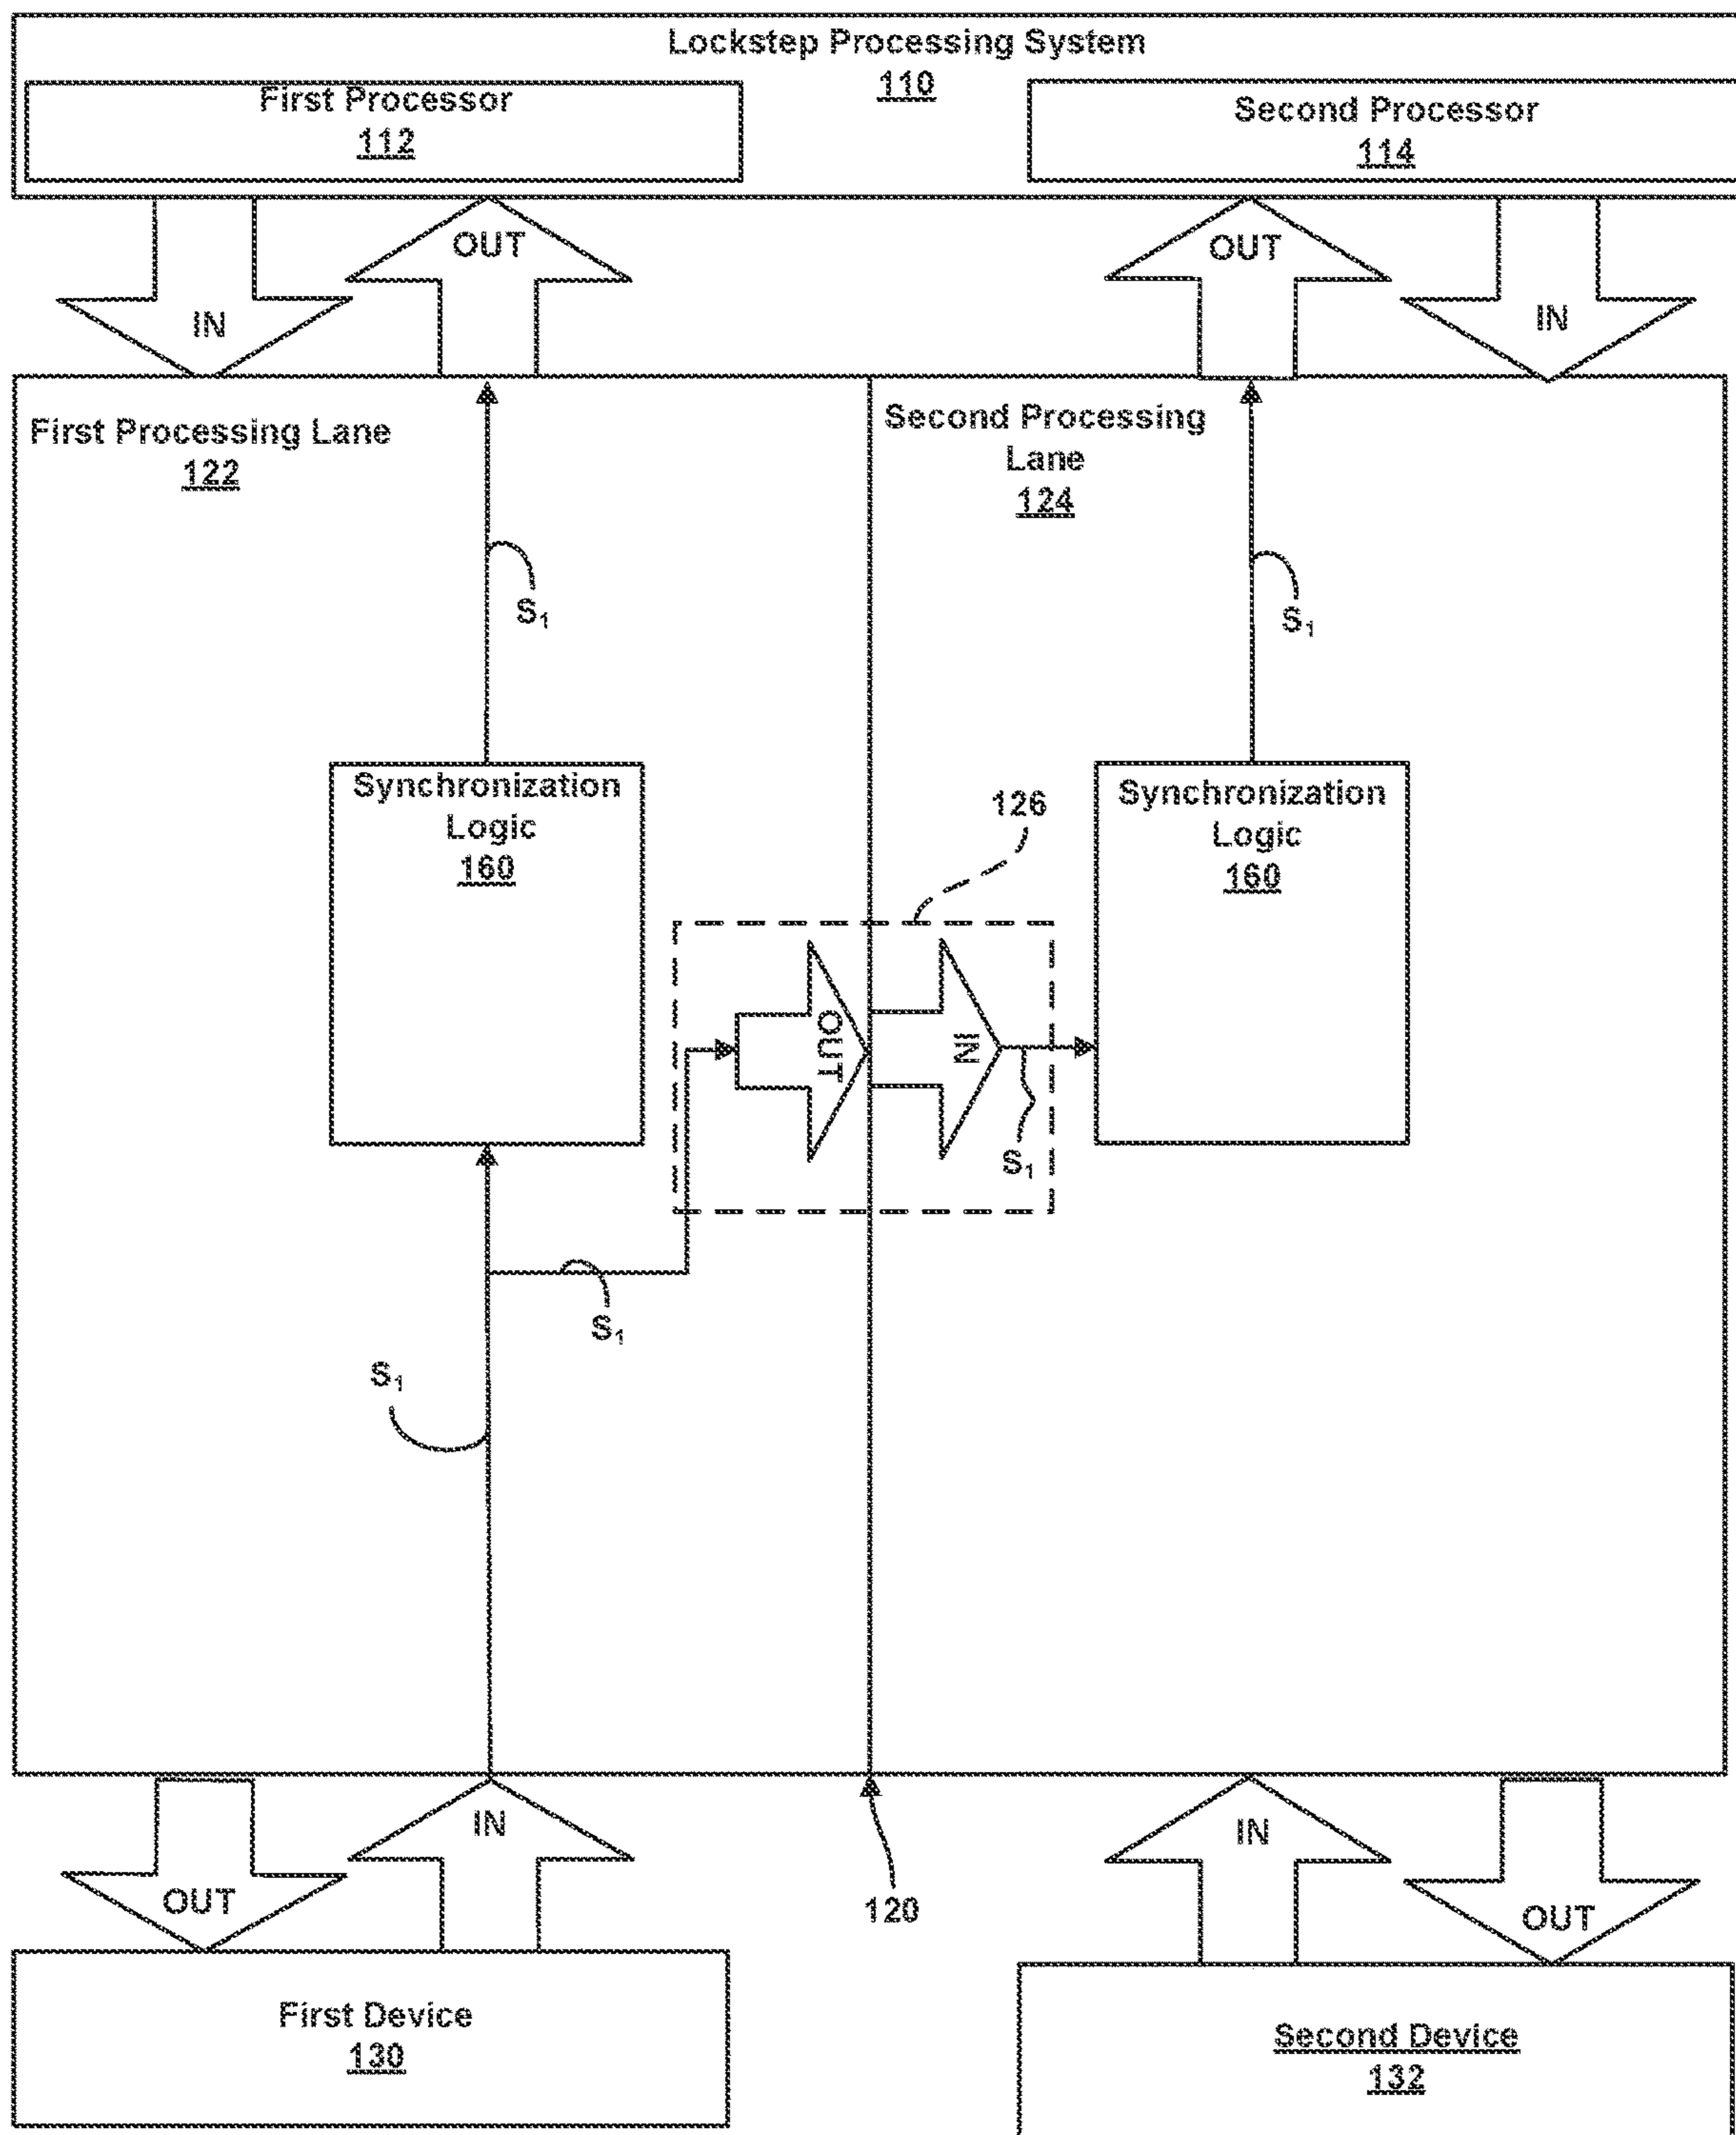 Lockstep Processing System
110
First Processor
112
Second Processor
114
IN
OUT
OUT
IN
First Processing Lane
122
Second Processing
Lane
124
S₁
S₁
Synchronization
Logic
160
126
Synchronization
Logic
160
OUT
IN
S₁
S₁
S₁
OUT
IN
120
IN
OUT
First Device
130
Second Device
132